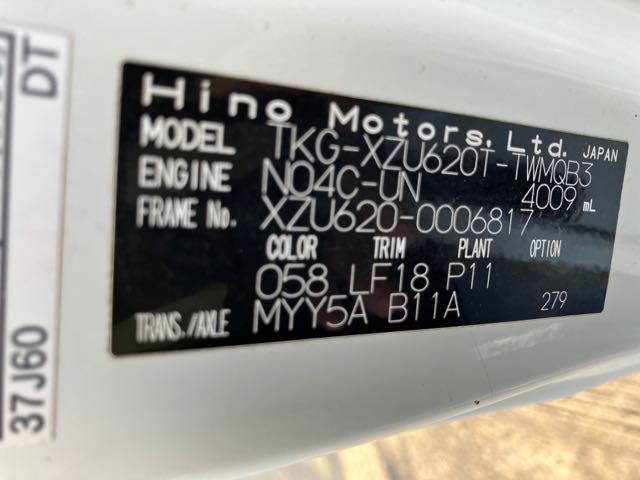 Hino Motors, Ltd. JAPAN
MODEL TKG-XZU620T-TWMQB3
ENGINE N04C-UN 4009 mL
FRAME No. XZU620-0006817
COLOR TRIM PLANT OPTION
058 LF18 P11
TRANS./AXLE MYY5A B11A 279
37J60
DT